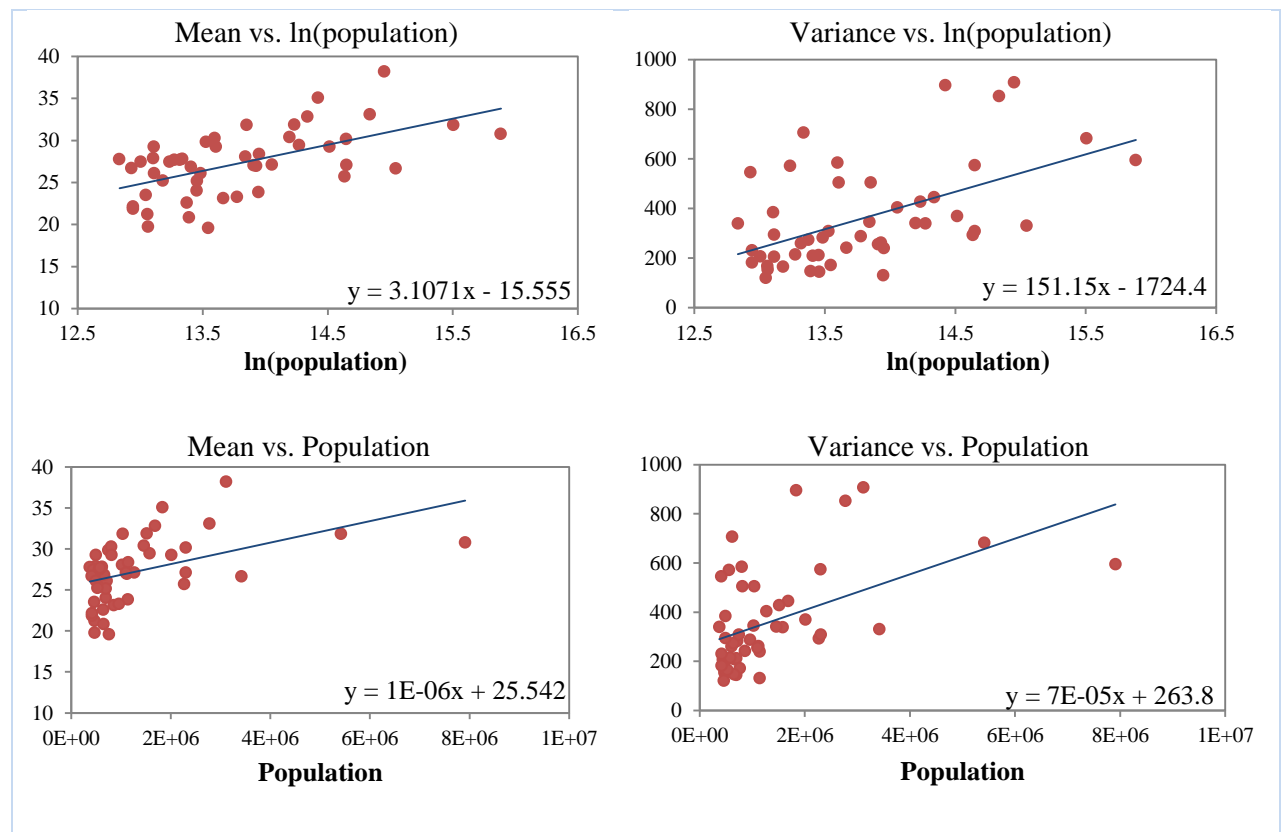 Mean vs. ln(population)
40
35
30
25
20
15
10
y = 3.1071x - 15.555
12.5 13.5 14.5 15.5 16.5
ln(population)
Variance vs. ln(population)
1000
800
600
400
200
0
y = 151.15x - 1724.4
12.5 13.5 14.5 15.5 16.5
ln(population)
Mean vs. Population
40
35
30
25
20
15
10
y = 1E-06x + 25.542
0E+00 2E+06 4E+06 6E+06 8E+06 1E+07
Population
Variance vs. Population
1000
800
600
400
200
0
y = 7E-05x + 263.8
0E+00 2E+06 4E+06 6E+06 8E+06 1E+07
Population